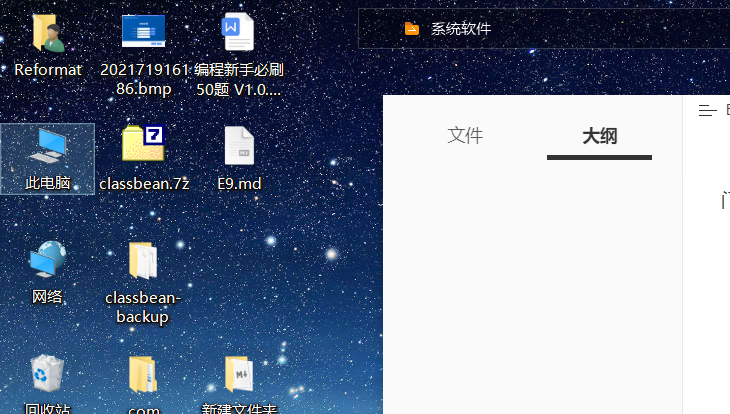 系统软件
Reformat
2021719161
86.bmp
编程新手必刷
50题 V1.0....
文件
大纲
此电脑
classbean.7z
E9.md
网络
classbean-
backup
回收站
com
新建文件夹